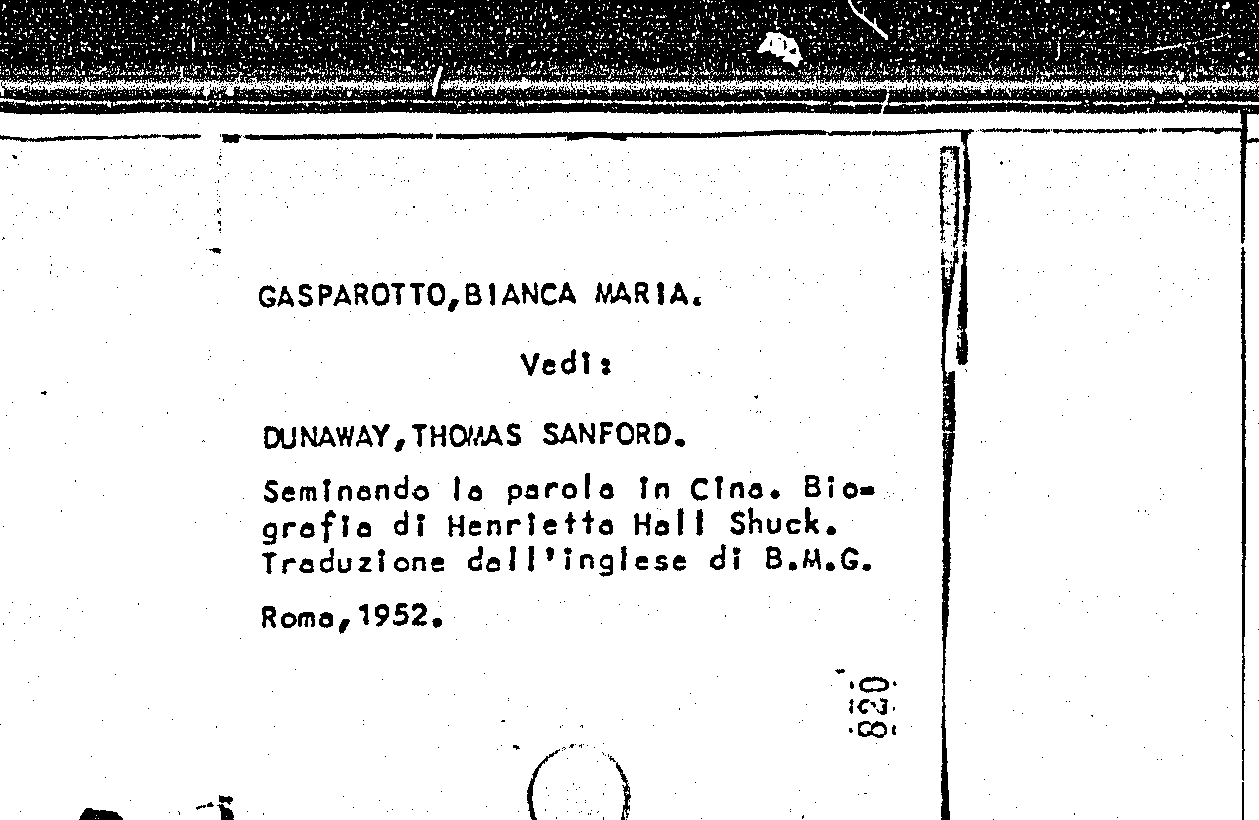 GASPAROTTO,BIANCA MARIA.
Vedi:
DUNAWAY,THOMAS SANFORD.
Seminando la parola in Cina. Bio-
grafia di Henrietta Hall Shuck.
Traduzione dall'inglese di B.M.G.
Roma,1952.
820